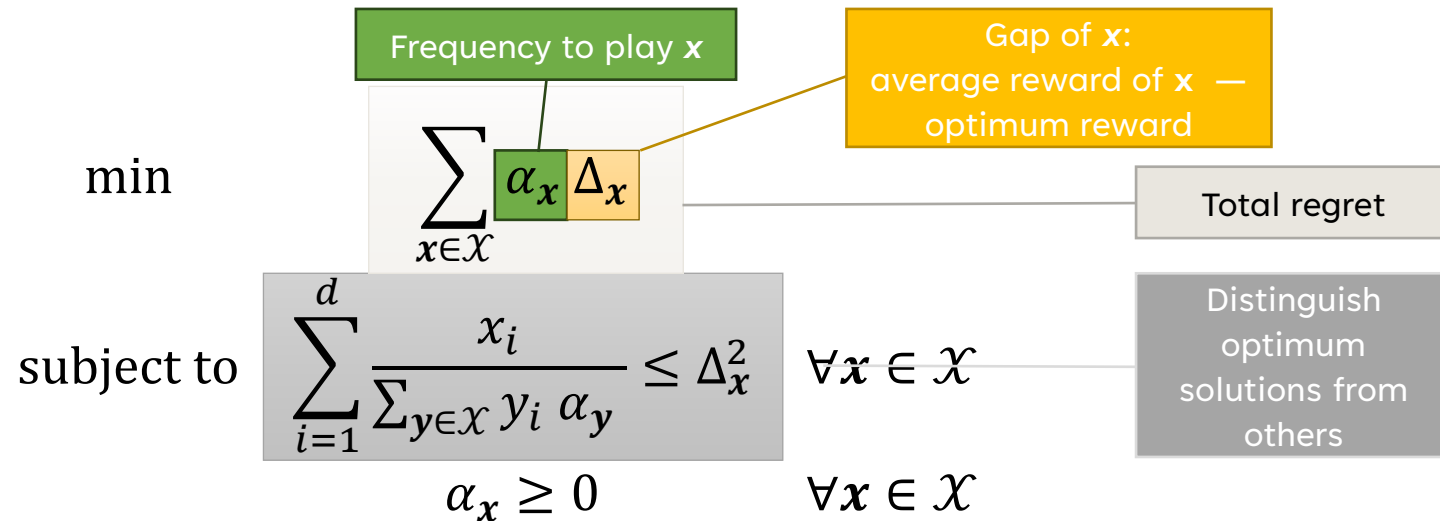 Frequency to play x
Gap of x:
average reward of x —
optimum reward
min
∑_{x∈𝒳} α_x Δ_x
Total regret
subject to
∑_{i=1}^{d} x_i / (∑_{y∈𝒳} y_i α_y) ≤ Δ_x^2 ∀x ∈ 𝒳
Distinguish
optimum
solutions from
others
α_x ≥ 0 ∀x ∈ 𝒳